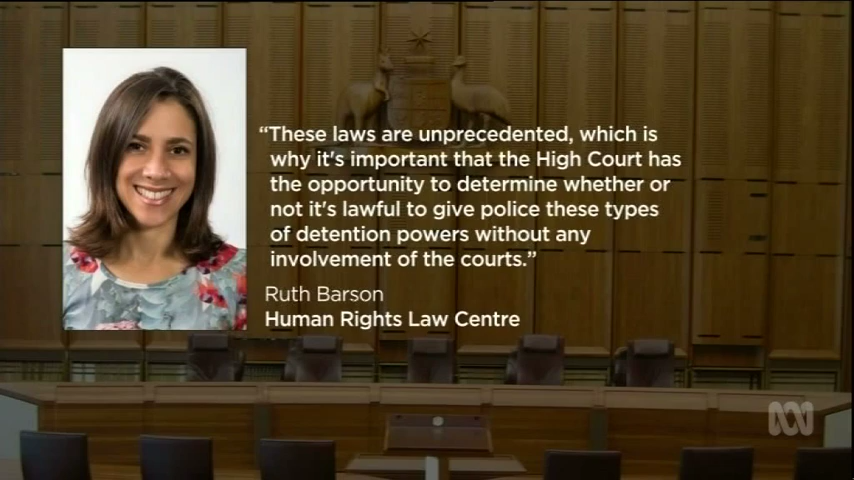 “These laws are unprecedented, which is
why it's important that the High Court has
the opportunity to determine whether or
not it's lawful to give police these types
of detention powers without any
involvement of the courts.”
Ruth Barson
Human Rights Law Centre